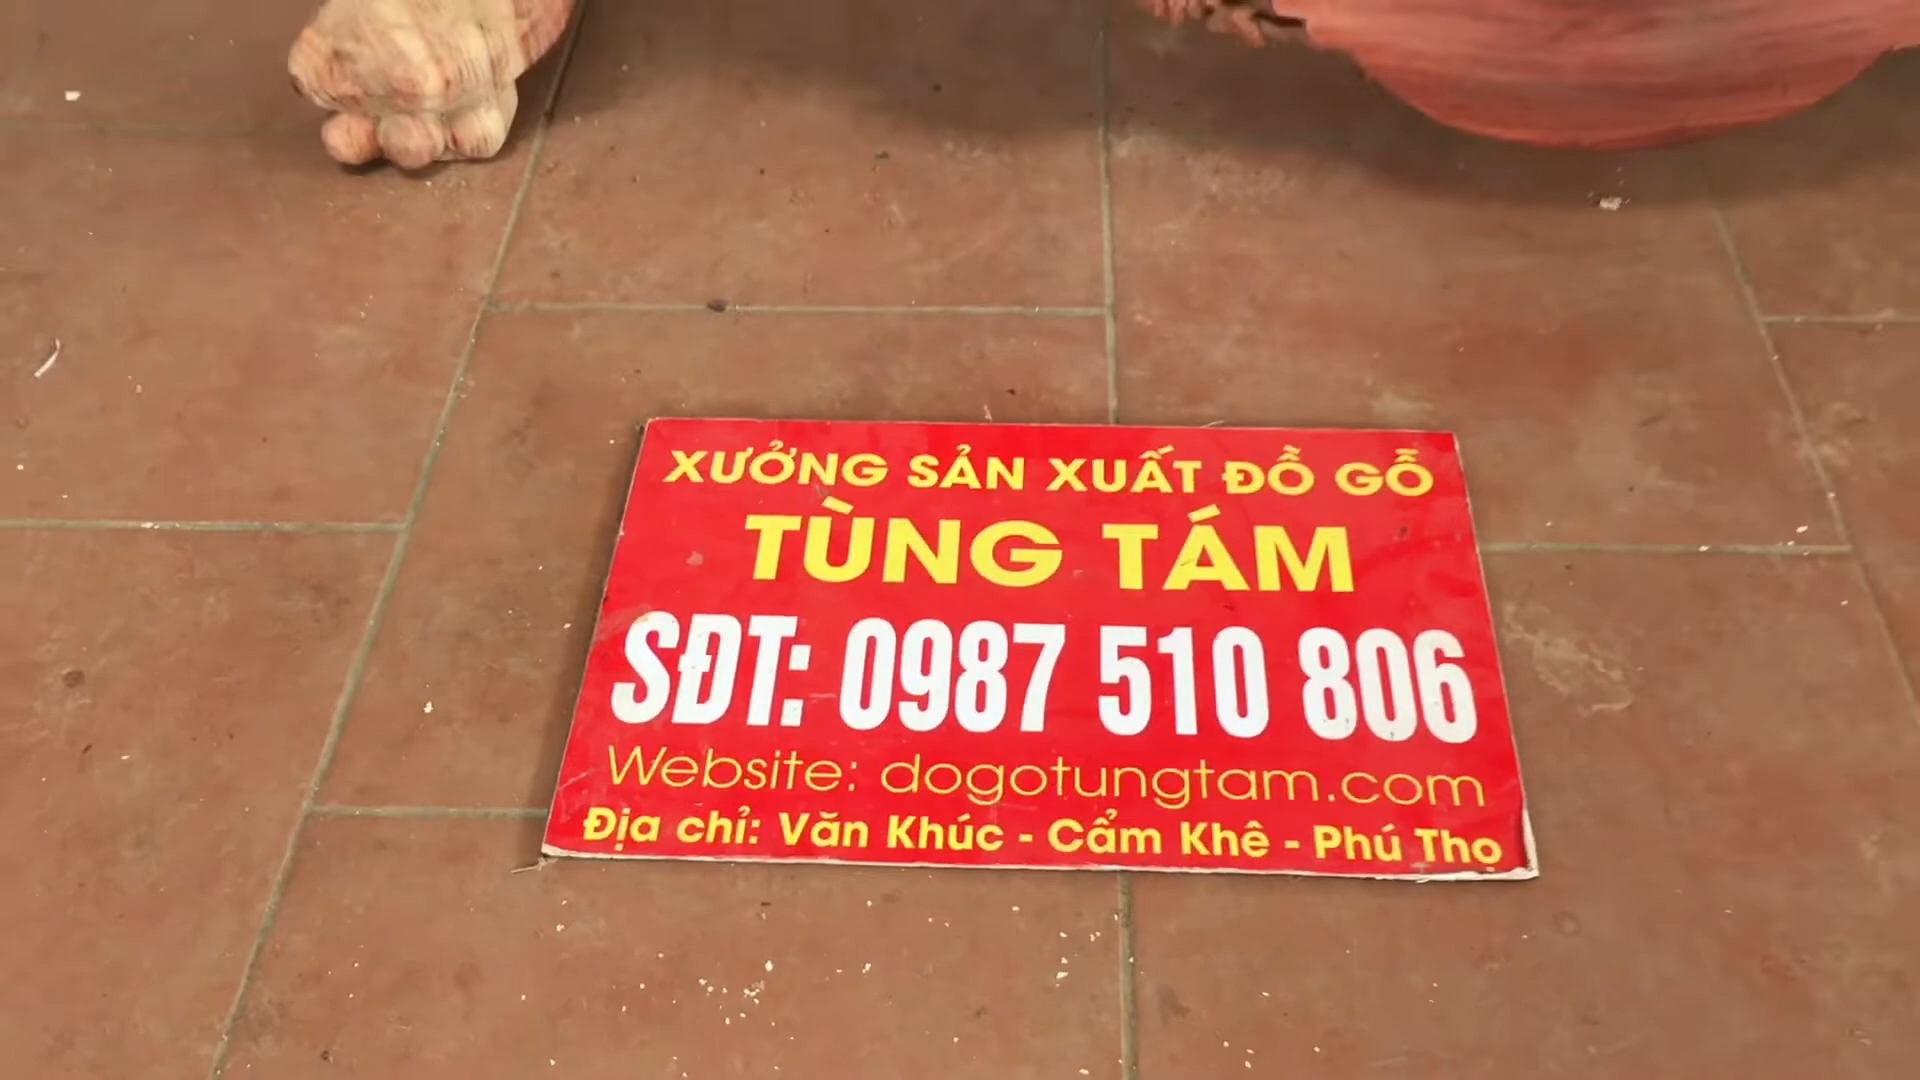 XƯỞNG SẢN XUẤT ĐỒ GỖ
TÙNG TÁM
SĐT: 0987 510 806
Website: dogotungtam.com
Địa chỉ: Văn Khúc - Cẩm Khê - Phú Thọ